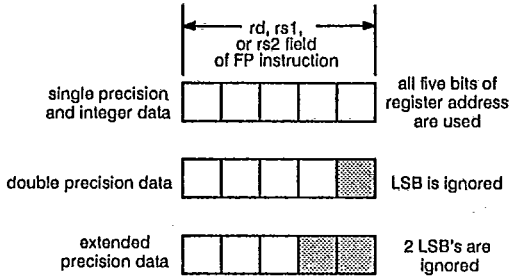 rd, rs1,
or rs2 field
of FP instruction
single precision
and integer data
all five bits of
register address
are used
double precision data
LSB is ignored
extended
precision data
2 LSB's are
ignored